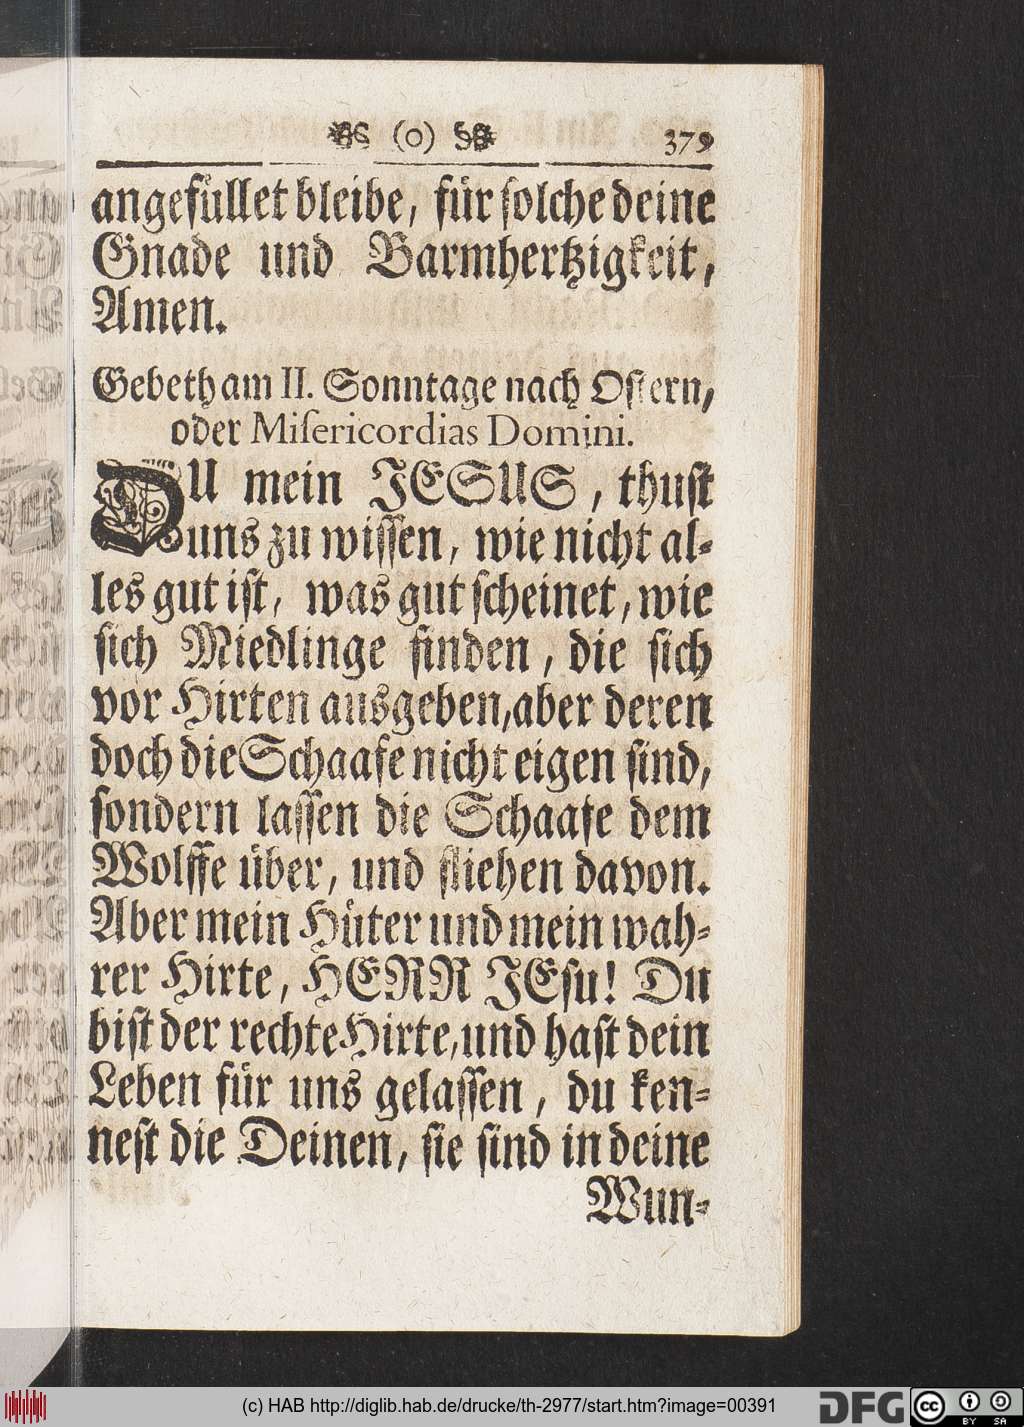 (o) 379
angefüllet bleibe, für ſolche deine
Gnade und Barmhertzigkeit,
Amen.
Gebeth am II. Sonntage nach Oſtern,
oder Miſericordias Domini.
DU mein JESUS, thuſt
uns zu wiſſen, wie nicht al-
les gut iſt, was gut ſcheinet, wie
ſich Miedlinge finden, die ſich
vor Hirten ausgeben, aber deren
doch die Schaafe nicht eigen ſind,
ſondern laſſen die Schaafe dem
Wolffe über, und fliehen davon.
Aber mein Hüter und mein wah-
rer Hirte, HERR JEſu! Du
biſt der rechte Hirte, und haſt dein
Leben für uns gelaſſen, du ken-
neſt die Deinen, ſie ſind in deine
Wun-
(c) HAB http://diglib.hab.de/drucke/th-2977/start.htm?image=00391
DFG
cc BY SA